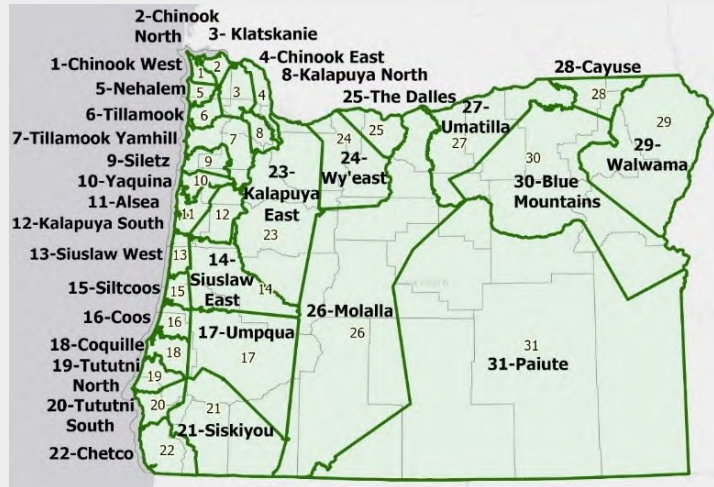 2-Chinook
North
3- Klatskanie
1-Chinook West
4-Chinook East
8-Kalapuya North
5-Nehalem
25-The Dalles
28-Cayuse
6-Tillamook
27-
Umatilla
7-Tillamook Yamhill
29-
Walwama
9-Siletz
23-
Kalapuya
East
24-
Wy'east
30-Blue
Mountains
10-Yaquina
11-Alsea
12-Kalapuya South
13-Siuslaw West
14-
Siuslaw
East
15-Siltcoos
26-Molalla
16-Coos
17-Umpqua
18-Coquille
31-Paiute
19-Tututni
North
20-Tututni
South
21-Siskiyou
22-Chetco
1
2
3
4
5
6
7
8
9
10
11
12
13
14
15
16
17
18
19
20
21
22
23
24
25
26
27
28
29
30
31